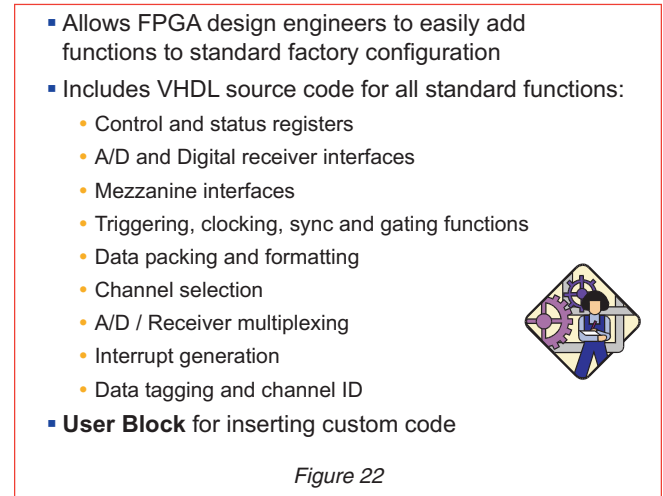 ▪ Allows FPGA design engineers to easily add
functions to standard factory configuration
▪ Includes VHDL source code for all standard functions:
• Control and status registers
• A/D and Digital receiver interfaces
• Mezzanine interfaces
• Triggering, clocking, sync and gating functions
• Data packing and formatting
• Channel selection
• A/D / Receiver multiplexing
• Interrupt generation
• Data tagging and channel ID
▪ User Block for inserting custom code
Figure 22